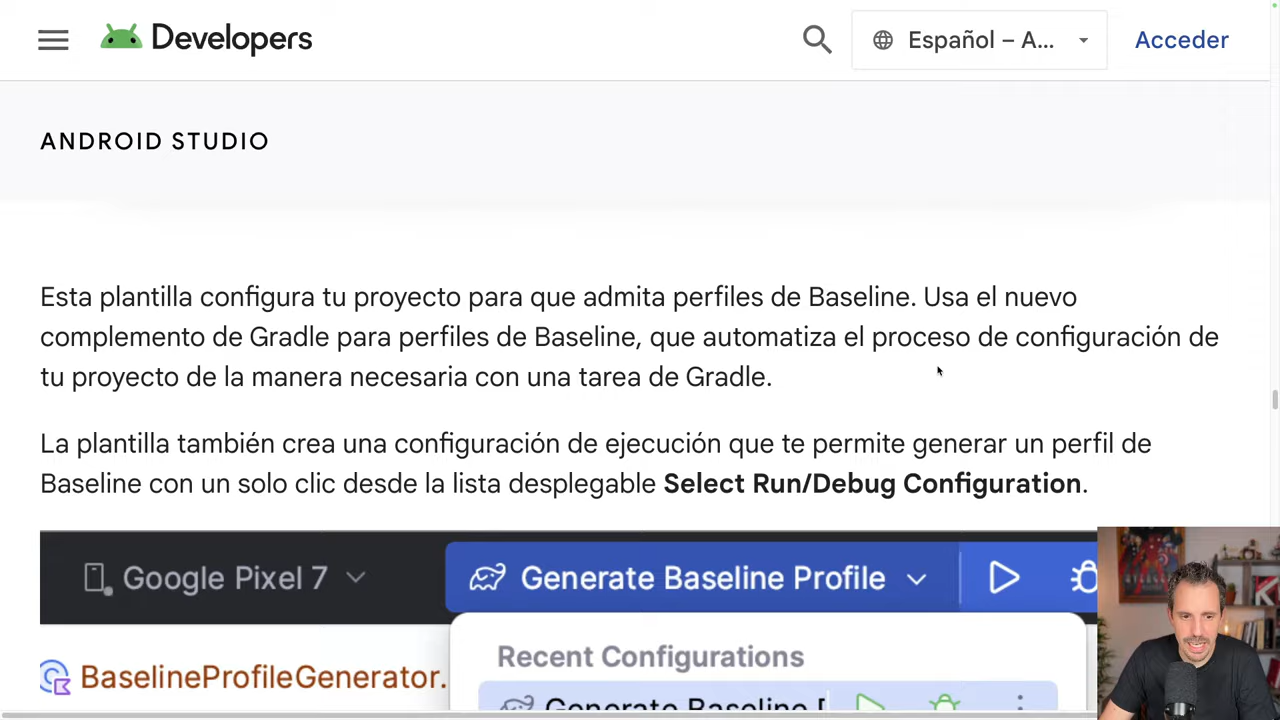 Developers
Español – A...
Acceder
ANDROID STUDIO
Esta plantilla configura tu proyecto para que admita perfiles de Baseline. Usa el nuevo
complemento de Gradle para perfiles de Baseline, que automatiza el proceso de configuración de
tu proyecto de la manera necesaria con una tarea de Gradle.
La plantilla también crea una configuración de ejecución que te permite generar un perfil de
Baseline con un solo clic desde la lista desplegable Select Run/Debug Configuration.
Google Pixel 7
Generate Baseline Profile
Recent Configurations
BaselineProfileGenerator.
Generate Baseline